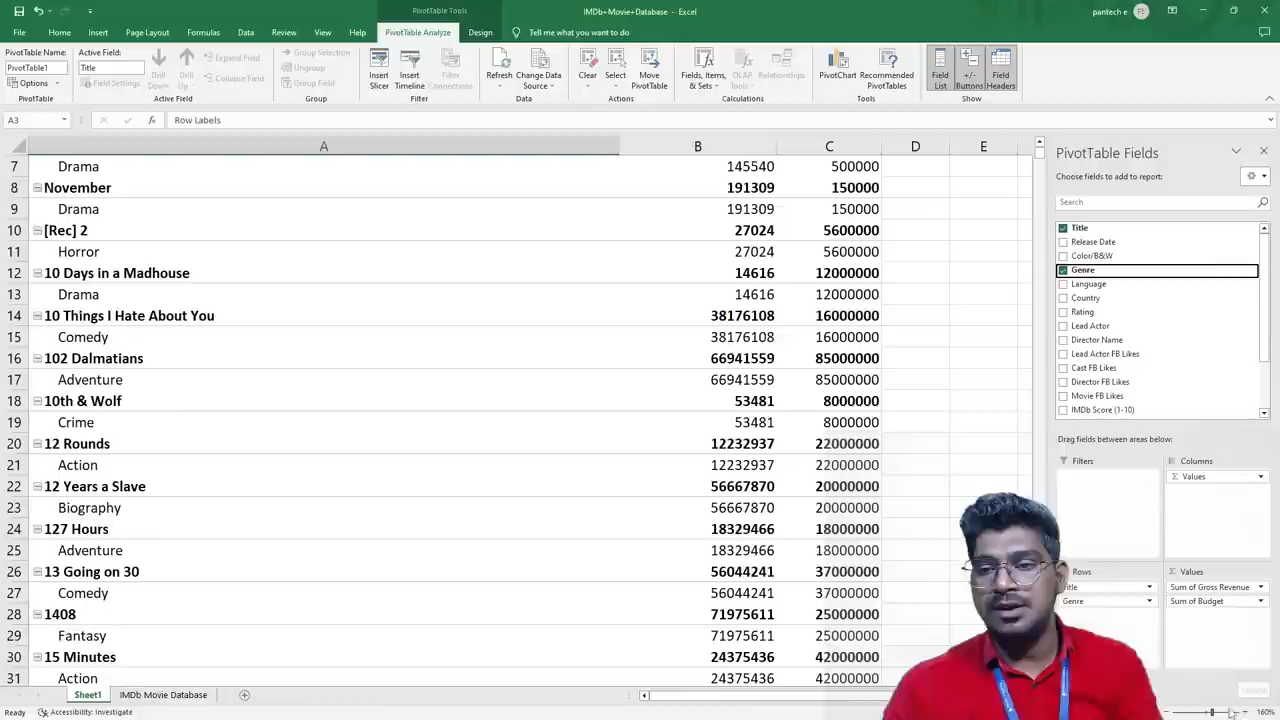 PivotTable Tools
IMDb+Movie+Database - Excel
pantech e
File Home Insert Page Layout Formulas Data Review View Help PivotTable Analyze Design Tell me what you want to do
PivotTable Name:
PivotTable1
Options
PivotTable
Active Field:
Title
Field Settings
Drill Down
Drill Up
Expand Field
Collapse Field
Active Field
Group Selection
Ungroup
Group Field
Group
Insert Slicer
Insert Timeline
Filter Connections
Filter
Refresh
Change Data Source
Data
Clear
Select
Move PivotTable
Actions
Fields, Items, & Sets
OLAP Tools
Relationships
Calculations
PivotChart
Recommended PivotTables
Tools
Field List
+/- Buttons
Field Headers
Show
A3 fx Row Labels
A B C D E
7 Drama 145540 500000
8 November 191309 150000
9 Drama 191309 150000
10 [Rec] 2 27024 5600000
11 Horror 27024 5600000
12 10 Days in a Madhouse 14616 12000000
13 Drama 14616 12000000
14 10 Things I Hate About You 38176108 16000000
15 Comedy 38176108 16000000
16 102 Dalmatians 66941559 85000000
17 Adventure 66941559 85000000
18 10th & Wolf 53481 8000000
19 Crime 53481 8000000
20 12 Rounds 12232937 22000000
21 Action 12232937 22000000
22 12 Years a Slave 56667870 20000000
23 Biography 56667870 20000000
24 127 Hours 18329466 18000000
25 Adventure 18329466 18000000
26 13 Going on 30 56044241 37000000
27 Comedy 56044241 37000000
28 1408 71975611 25000000
29 Fantasy 71975611 25000000
30 15 Minutes 24375436 42000000
31 Action 24375436 42000000
PivotTable Fields
Choose fields to add to report:
Search
Title
Release Date
Color/B&W
Genre
Language
Country
Rating
Lead Actor
Director Name
Lead Actor FB Likes
Cast FB Likes
Director FB Likes
Movie FB Likes
IMDb Score (1-10)
Drag fields between areas below:
Filters
Columns
Σ Values
Rows
Genre
Σ Values
Sum of Gross Revenue
Sum of Budget
Sheet1 IMDb Movie Database
Ready Accessibility: Investigate
160%